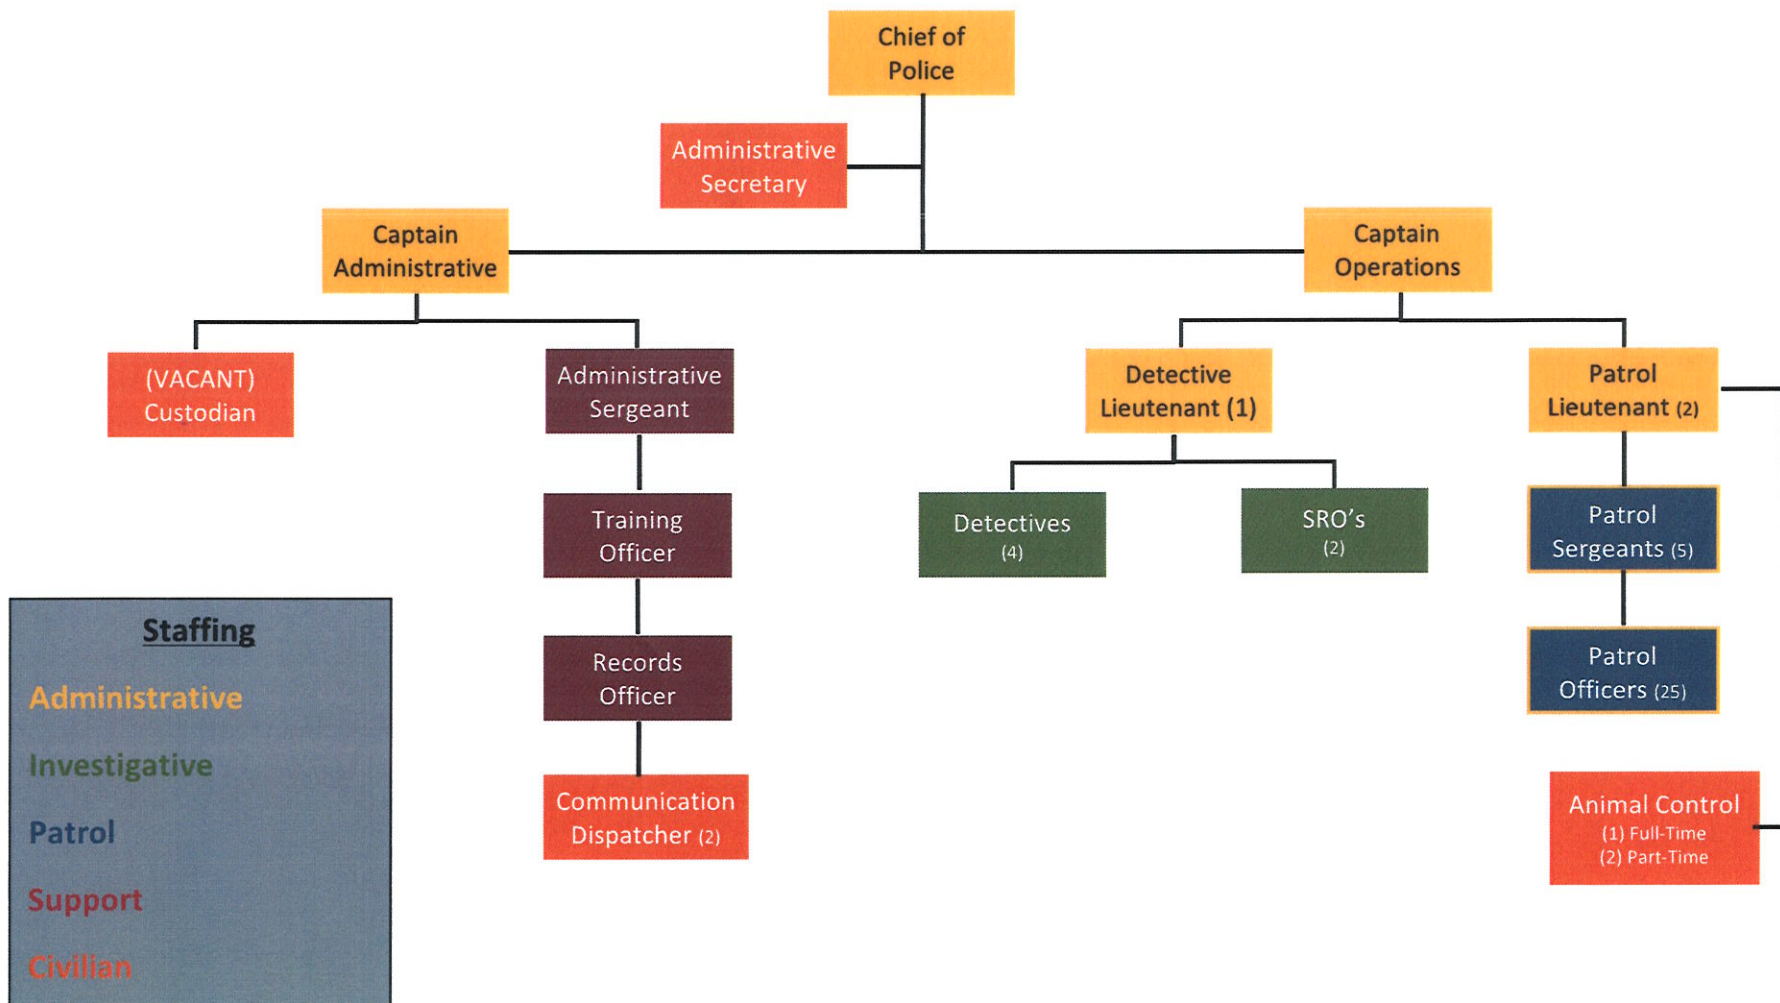 Chief of
Police
Administrative
Secretary
Captain
Administrative
Captain
Operations
(VACANT)
Custodian
Administrative
Sergeant
Detective
Lieutenant (1)
Patrol
Lieutenant (2)
Training
Officer
Detectives
(4)
SRO's
(2)
Patrol
Sergeants (5)
Records
Officer
Patrol
Officers (25)
Communication
Dispatcher (2)
Animal Control
(1) Full-Time
(2) Part-Time
Staffing
Administrative
Investigative
Patrol
Support
Civilian